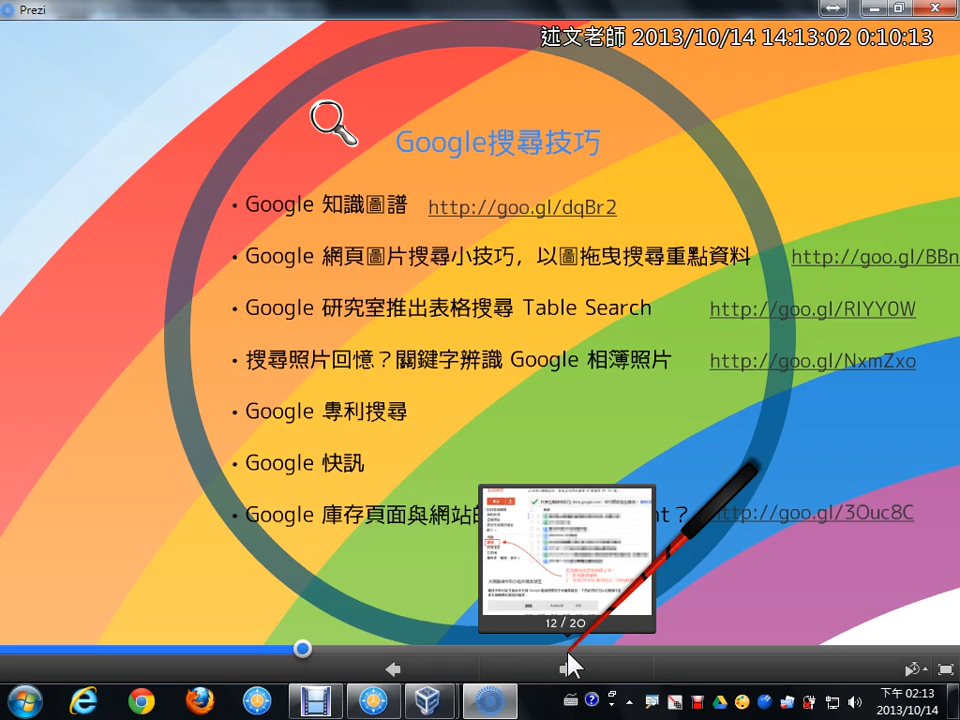 Prezi
述文老師 2013/10/14 14:13:02 0:10:13
Google搜尋技巧
• Google 知識圖譜 http://goo.gl/dqBr2
• Google 網頁圖片搜尋小技巧，以圖拖曳搜尋重點資料 http://goo.gl/BBn
• Google 研究室推出表格搜尋 Table Search http://goo.gl/RIYY0W
• 搜尋照片回憶？關鍵字辨識 Google 相簿照片 http://goo.gl/NxmZxo
• Google 專利搜尋
• Google 快訊
• Google 庫存頁面與網站的 nt？ http://goo.gl/3Ouc8C
12 / 20
下午 02:13
2013/10/14